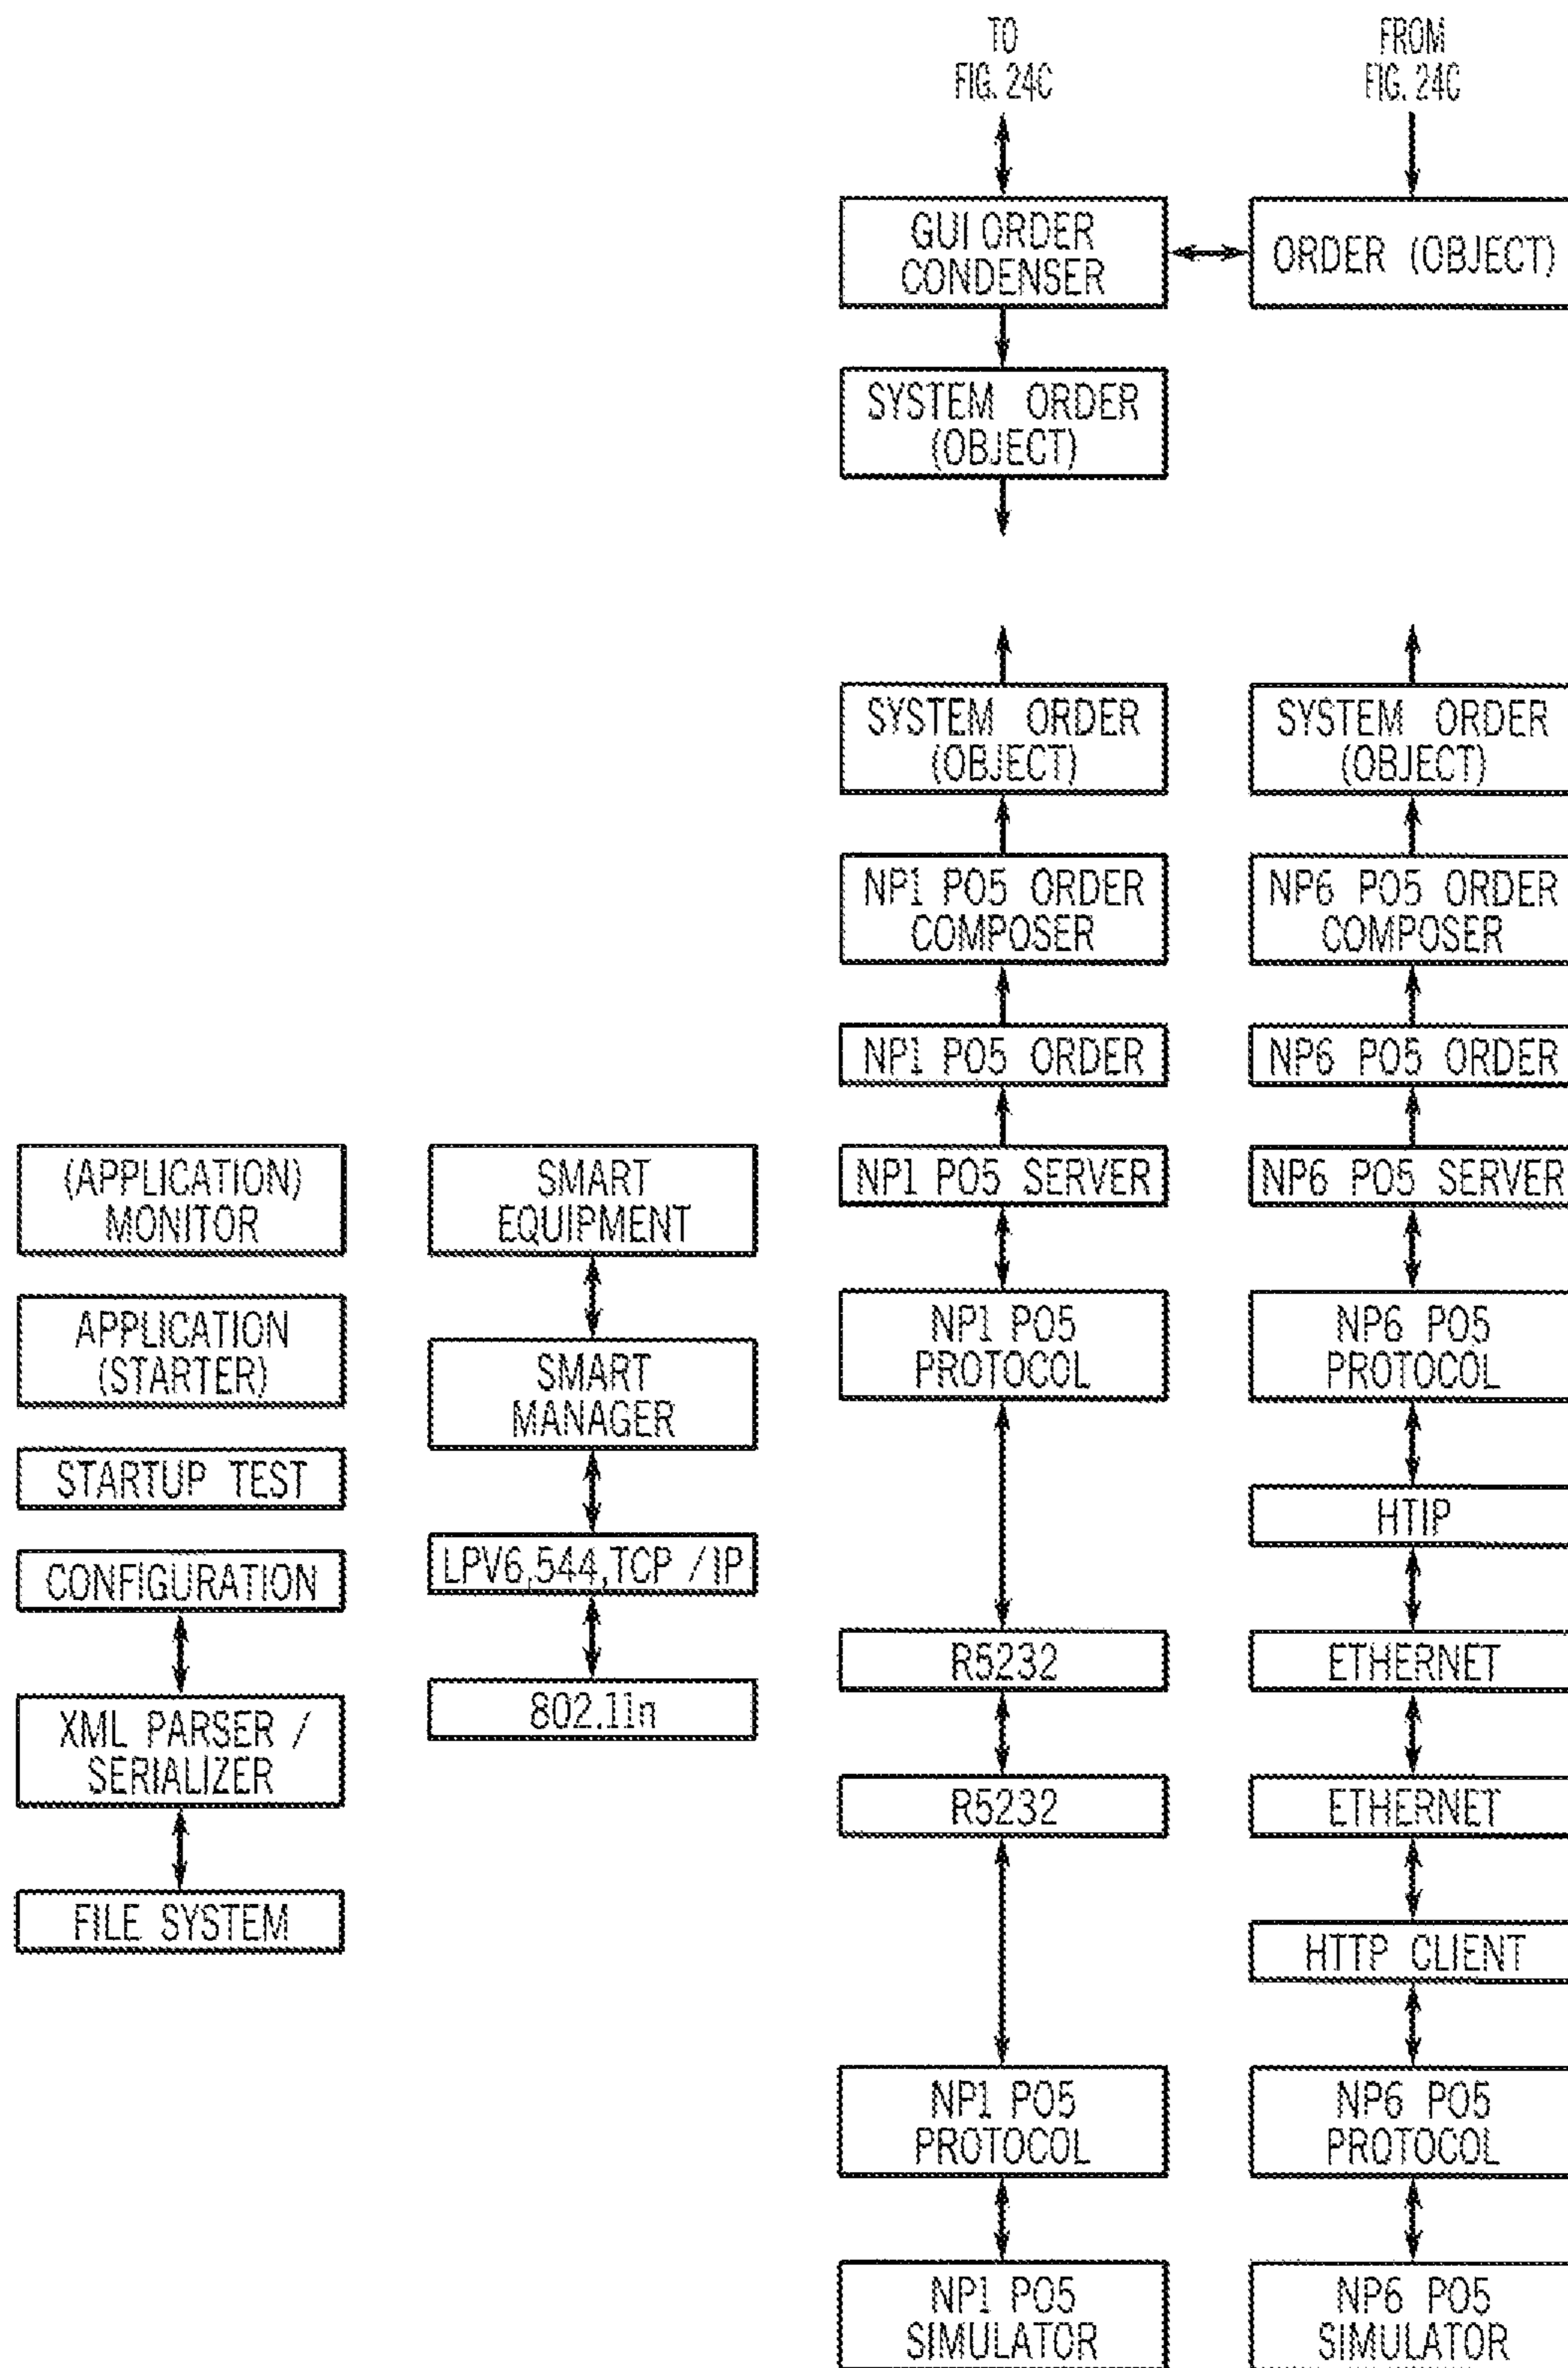 TO
FIG. 24C
FROM
FIG. 24C
GUI ORDER
CONDENSER
ORDER (OBJECT)
SYSTEM ORDER
(OBJECT)
SYSTEM ORDER
(OBJECT)
SYSTEM ORDER
(OBJECT)
NP1 PO5 ORDER
COMPOSER
NP6 PO5 ORDER
COMPOSER
NP1 PO5 ORDER
NP6 PO5 ORDER
(APPLICATION)
MONITOR
SMART
EQUIPMENT
NP1 PO5 SERVER
NP6 PO5 SERVER
APPLICATION
(STARTER)
SMART
MANAGER
NP1 PO5
PROTOCOL
NP6 PO5
PROTOCOL
STARTUP TEST
HTIP
CONFIGURATION
LPV6,544,TCP /IP
R5232
ETHERNET
XML PARSER /
SERIALIZER
802.11n
R5232
ETHERNET
FILE SYSTEM
HTTP CLIENT
NP1 PO5
PROTOCOL
NP6 PO5
PROTOCOL
NP1 PO5
SIMULATOR
NP6 PO5
SIMULATOR